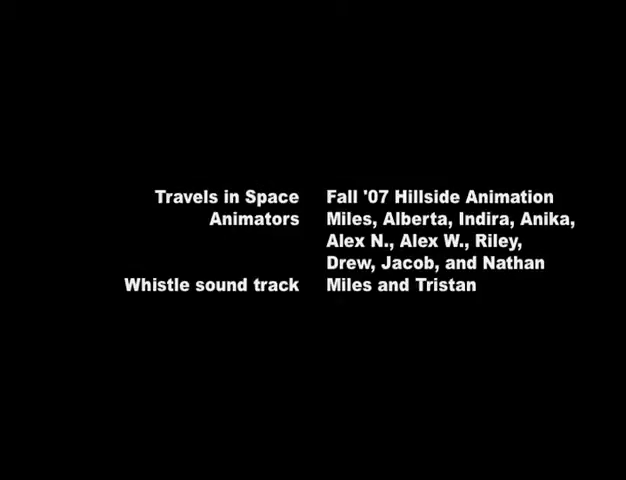 Travels in Space Fall '07 Hillside Animation
Animators Miles, Alberta, Indira, Anika,
Alex N., Alex W., Riley,
Drew, Jacob, and Nathan
Whistle sound track Miles and Tristan